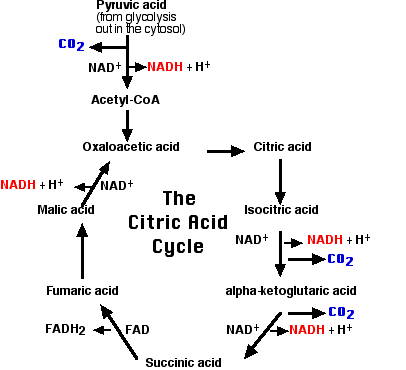 Pyruvic acid
(from glycolysis
out in the cytosol)
CO2
NAD+ NADH + H+
Acetyl-CoA
Oxaloacetic acid Citric acid
NADH + H+ NAD+
Malic acid
The
Citric Acid
Cycle
Isocitric acid
NAD+ NADH + H+
CO2
Fumaric acid alpha-ketoglutaric acid
CO2
FADH2 FAD NAD+ NADH + H+
Succinic acid